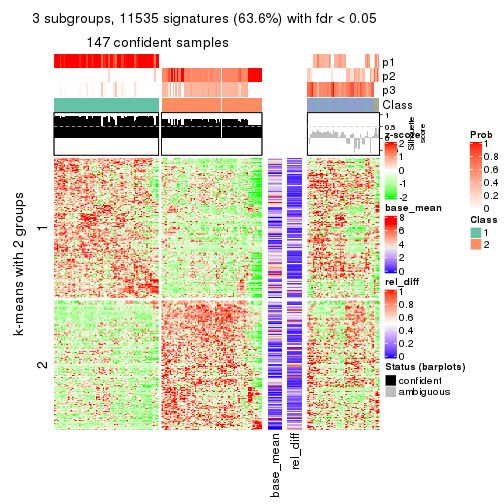 3 subgroups, 11535 signatures (63.6%) with fdr < 0.05
147 confident samples
p1
p2
p3
Class
1
0.5
0
Silhouette score
k-means with 2 groups
1
2
base_mean
rel_diff
z-score
2
1
0
-1
-2
base_mean
8
6
4
2
0
rel_diff
1
0.8
0.6
0.4
0.2
0
Status (barplots)
confident
ambiguous
Prob
1
0.8
0.6
0.4
0.2
0
Class
1
2